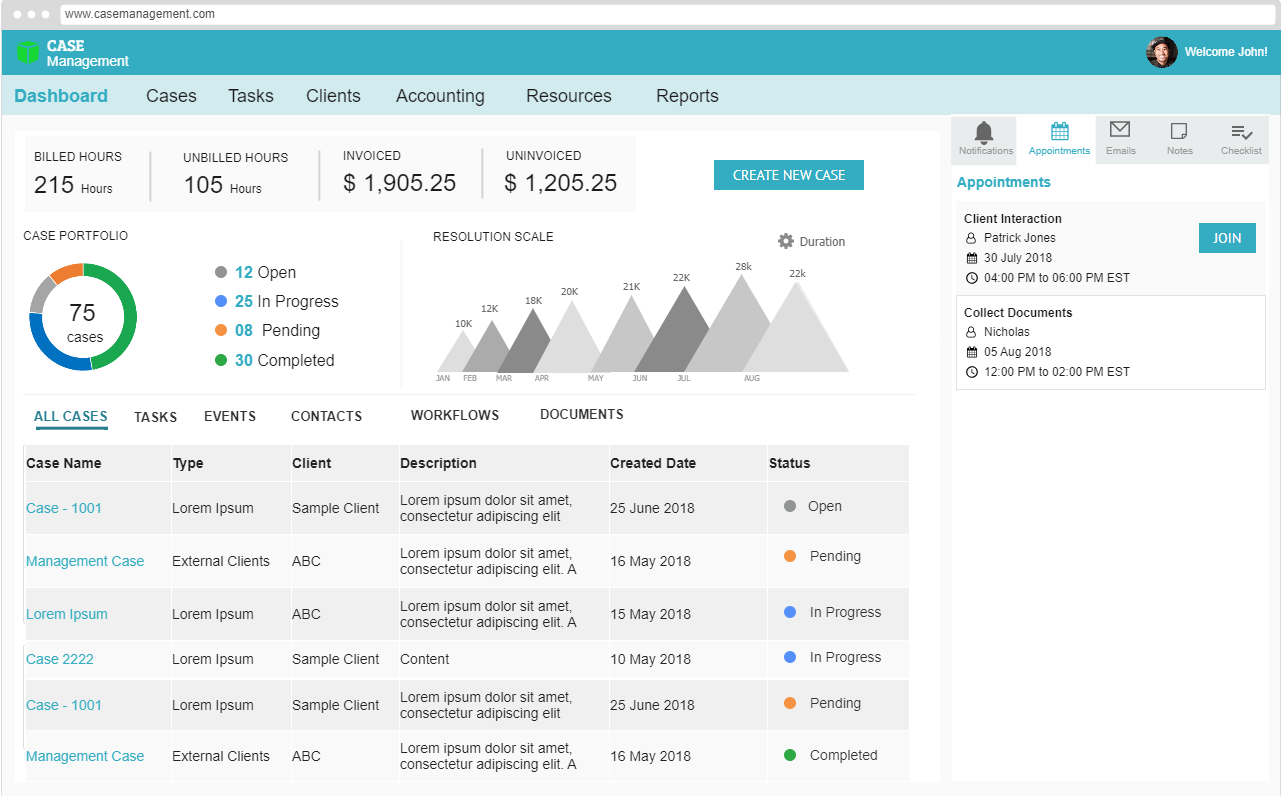 www.casemanagement.com
CASE
Management
Welcome John!
Dashboard Cases Tasks Clients Accounting Resources Reports
BILLED HOURS UNBILLED HOURS INVOICED UNINVOICED
215 Hours 105 Hours $ 1,905.25 $ 1,205.25
CREATE NEW CASE
CASE PORTFOLIO
75
cases
12 Open
25 In Progress
08 Pending
30 Completed
RESOLUTION SCALE
Duration
10K 12K 18K 20K 21K 22K 28k 22k
JAN FEB MAR APR MAY JUN JUL AUG
ALL CASES TASKS EVENTS CONTACTS WORKFLOWS DOCUMENTS
Case Name Type Client Description Created Date Status
Case - 1001 Lorem Ipsum Sample Client Lorem ipsum dolor sit amet,
consectetur adipiscing elit 25 June 2018 Open
Management Case External Clients ABC Lorem ipsum dolor sit amet,
consectetur adipiscing elit. A 16 May 2018 Pending
Lorem Ipsum Lorem Ipsum ABC Lorem ipsum dolor sit amet,
consectetur adipiscing elit. A 15 May 2018 In Progress
Case 2222 Lorem Ipsum Sample Client Content 10 May 2018 In Progress
Case - 1001 Lorem Ipsum Sample Client Lorem ipsum dolor sit amet,
consectetur adipiscing elit 25 June 2018 Pending
Management Case External Clients ABC Lorem ipsum dolor sit amet,
consectetur adipiscing elit. A 16 May 2018 Completed
Notifications Appointments Emails Notes Checklist
Appointments
Client Interaction
Patrick Jones
30 July 2018
04:00 PM to 06:00 PM EST
JOIN
Collect Documents
Nicholas
05 Aug 2018
12:00 PM to 02:00 PM EST